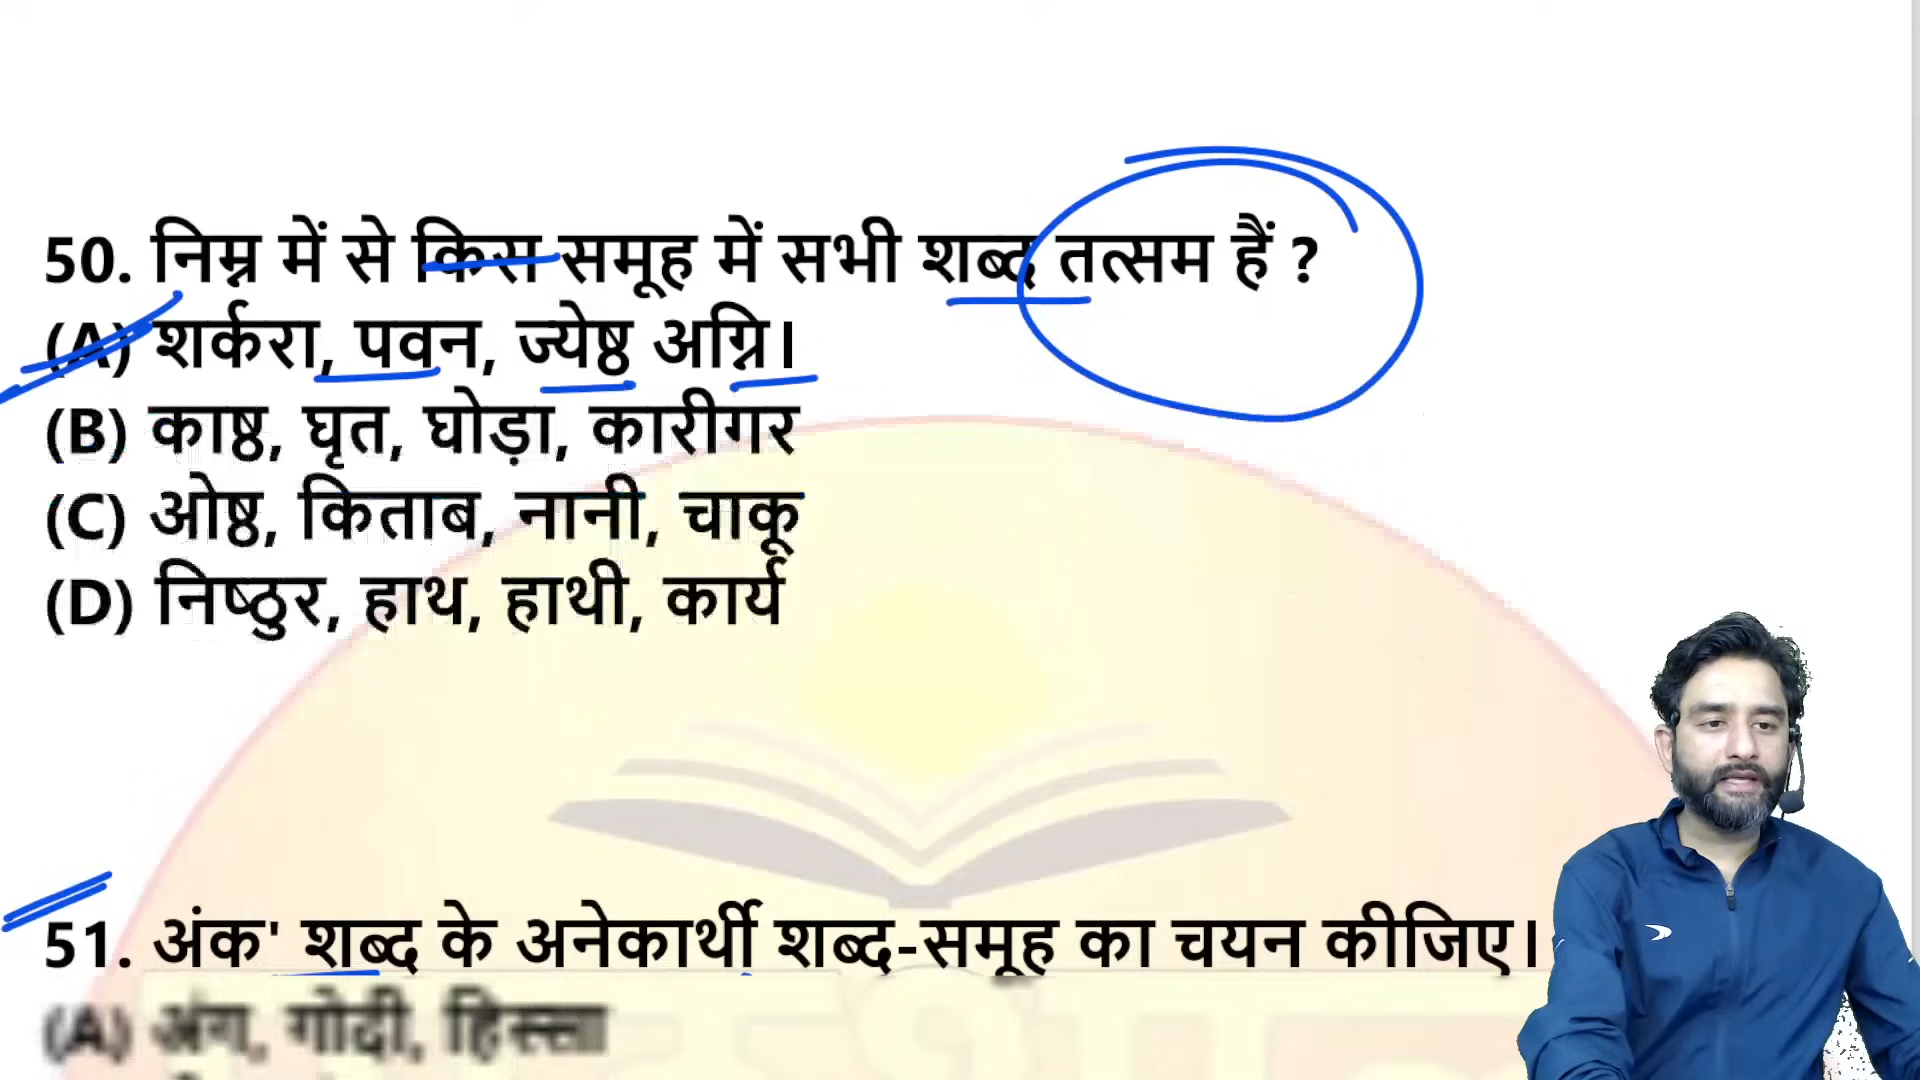 50. निम्न में से किस समूह में सभी शब्द तत्सम हैं ?
(A) शर्करा, पवन, ज्येष्ठ अग्नि।
(B) काष्ठ, घृत, घोड़ा, कारीगर
(C) ओष्ठ, किताब, नानी, चाकू
(D) निष्ठुर, हाथ, हाथी, कार्य
51. अंक' शब्द के अनेकार्थी शब्द-समूह का चयन कीजिए।
(A) अंग, गोदी, हिस्सा